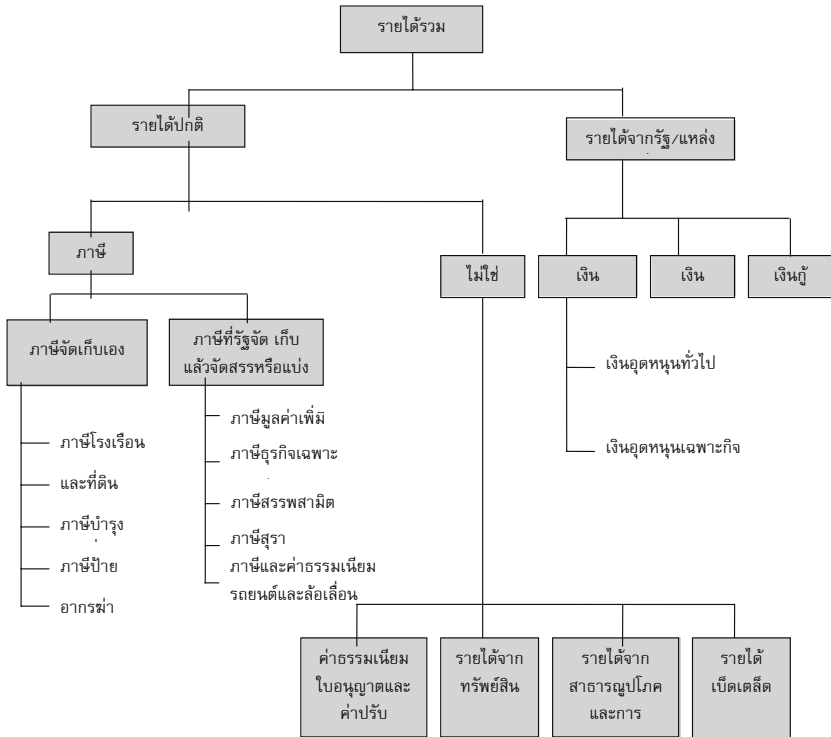 รายได้รวม
รายได้ปกติ
รายได้จากรัฐ/แหล่ง
ภาษี
ไม่ใช่
เงิน
เงิน
เงินกู้
ภาษีจัดเก็บเอง
ภาษีที่รัฐจัด เก็บ
แล้วจัดสรรหรือแบ่ง
เงินอุดหนุนทั่วไป
เงินอุดหนุนเฉพาะกิจ
ภาษีโรงเรือน
และที่ดิน
ภาษีบำรุง
ภาษีป้าย
อากรฆ่า
ภาษีมูลค่าเพิ่มิ
ภาษีธุรกิจเฉพาะ
ภาษีสรรพสามิต
ภาษีสุรา
ภาษีและค่าธรรมเนียม
รถยนต์และล้อเลื่อน
ค่าธรรมเนียม
ใบอนุญาตและ
ค่าปรับ
รายได้จาก
ทรัพย์สิน
รายได้จาก
สาธารณูปโภค
และการ
รายได้
เบ็ดเตล็ด